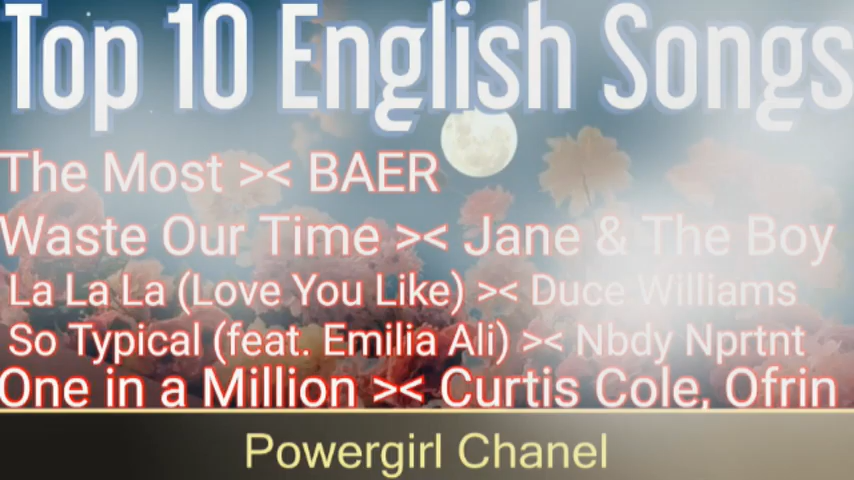 Top 10 English Songs
The Most >< BAER
Waste Our Time >< Jane & The Boy
La La La (Love You Like) >< Duce Williams
So Typical (feat. Emilia Ali) >< Nbdy Nprtnt
One in a Million >< Curtis Cole, Ofrin
Powergirl Chanel